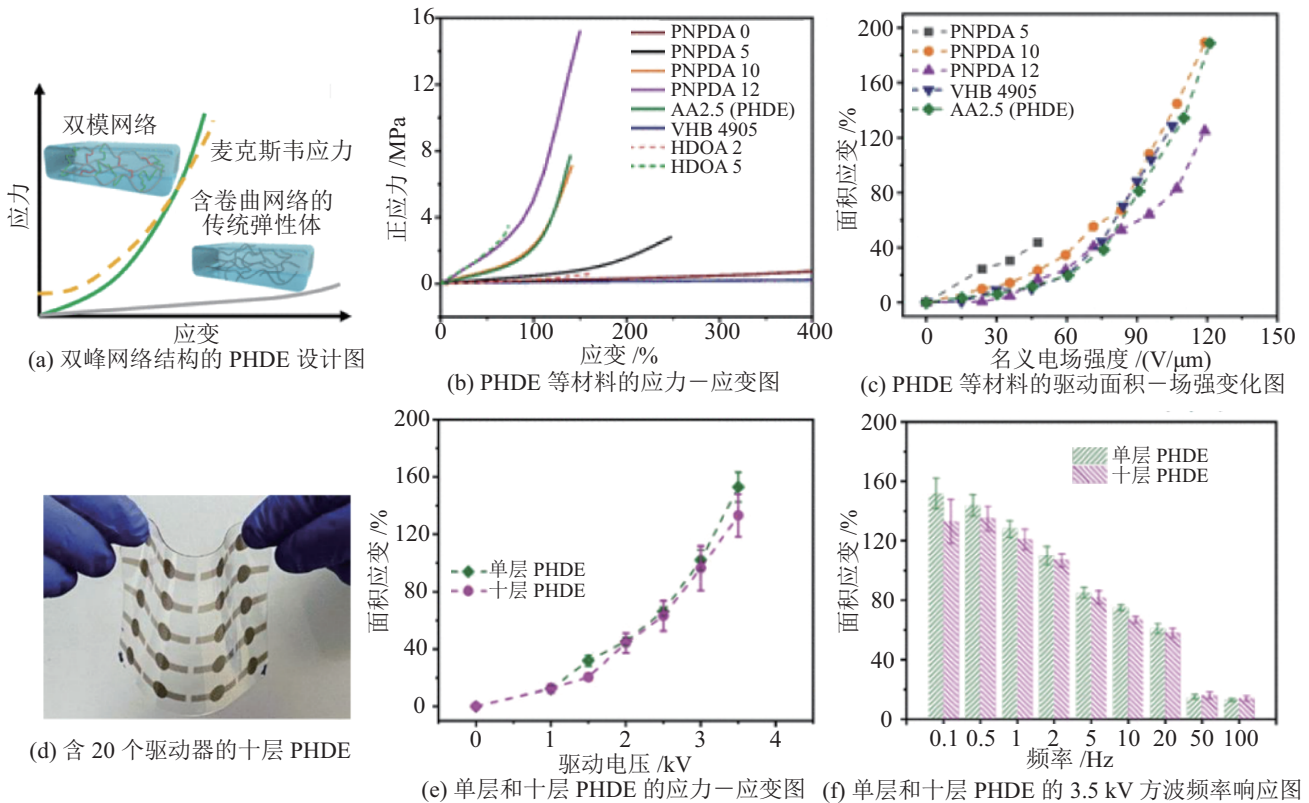 双模网络
麦克斯韦应力
含卷曲网络的
传统弹性体
应力
应变
(a) 双峰网络结构的 PHDE 设计图
16
12
8
4
0
正应力 /MPa
PNPDA 0
PNPDA 5
PNPDA 10
PNPDA 12
AA2.5 (PHDE)
VHB 4905
HDOA 2
HDOA 5
0 100 200 300 400
应变 /%
(b) PHDE 等材料的应力－应变图
200
160
120
80
40
0
面积应变 /%
PNPDA 5
PNPDA 10
PNPDA 12
VHB 4905
AA2.5 (PHDE)
0 30 60 90 120 150
名义电场强度 /(V/μm)
(c) PHDE 等材料的驱动面积－场强变化图
(d) 含 20 个驱动器的十层 PHDE
200
160
120
80
40
0
面积应变 /%
单层 PHDE
十层 PHDE
0 1 2 3 4
驱动电压 /kV
(e) 单层和十层 PHDE 的应力－应变图
200
160
120
80
40
0
面积应变 /%
单层 PHDE
十层 PHDE
0.1 0.5 1 2 5 10 20 50 100
频率 /Hz
(f) 单层和十层 PHDE 的 3.5 kV 方波频率响应图